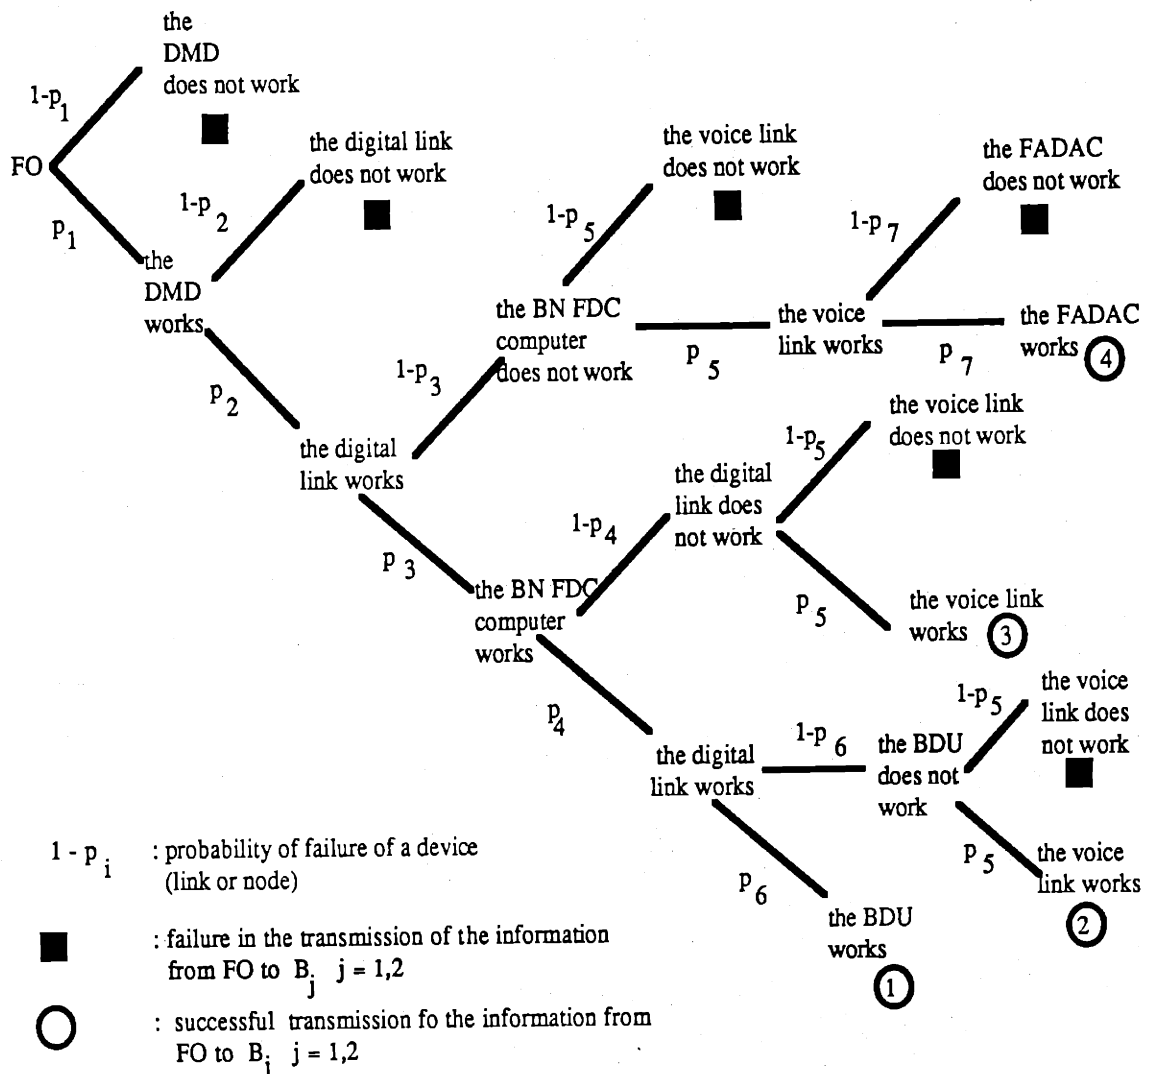 the
DMD
does not work
1-p1
FO
p1
the
DMD
works
the digital link
does not work
1-p2
p2
the digital
link works
the voice link
does not work
1-p5
the BN FDC
computer
does not work
1-p3
p5
the voice
link works
1-p7
the FADAC
does not work
p7
the FADAC
works 4
p3
the BN FDC
computer
works
1-p4
the digital
link does
not work
1-p5
the voice link
does not work
p5
the voice link
works 3
p4
the digital
link works
1-p6
the BDU
does not
work
1-p5
the voice
link does
not work
p5
the voice
link works
2
p6
the BDU
works
1
1 - pi : probability of failure of a device
(link or node)
: failure in the transmission of the information
from FO to Bj j = 1,2
: successful transmission fo the information from
FO to Bj j = 1,2